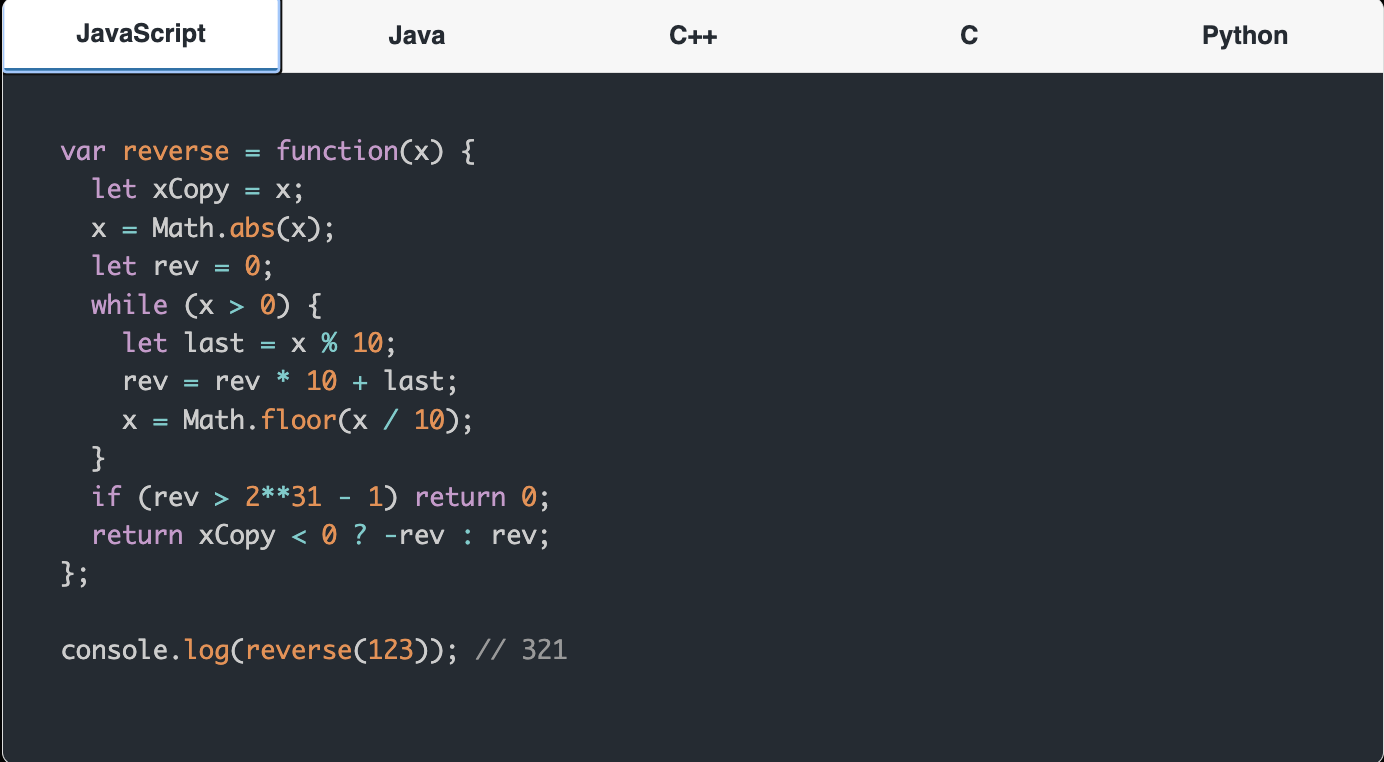 JavaScript Java C++ C Python
var reverse = function(x) {
  let xCopy = x;
  x = Math.abs(x);
  let rev = 0;
  while (x > 0) {
    let last = x % 10;
    rev = rev * 10 + last;
    x = Math.floor(x / 10);
  }
  if (rev > 2**31 - 1) return 0;
  return xCopy < 0 ? -rev : rev;
};
console.log(reverse(123)); // 321